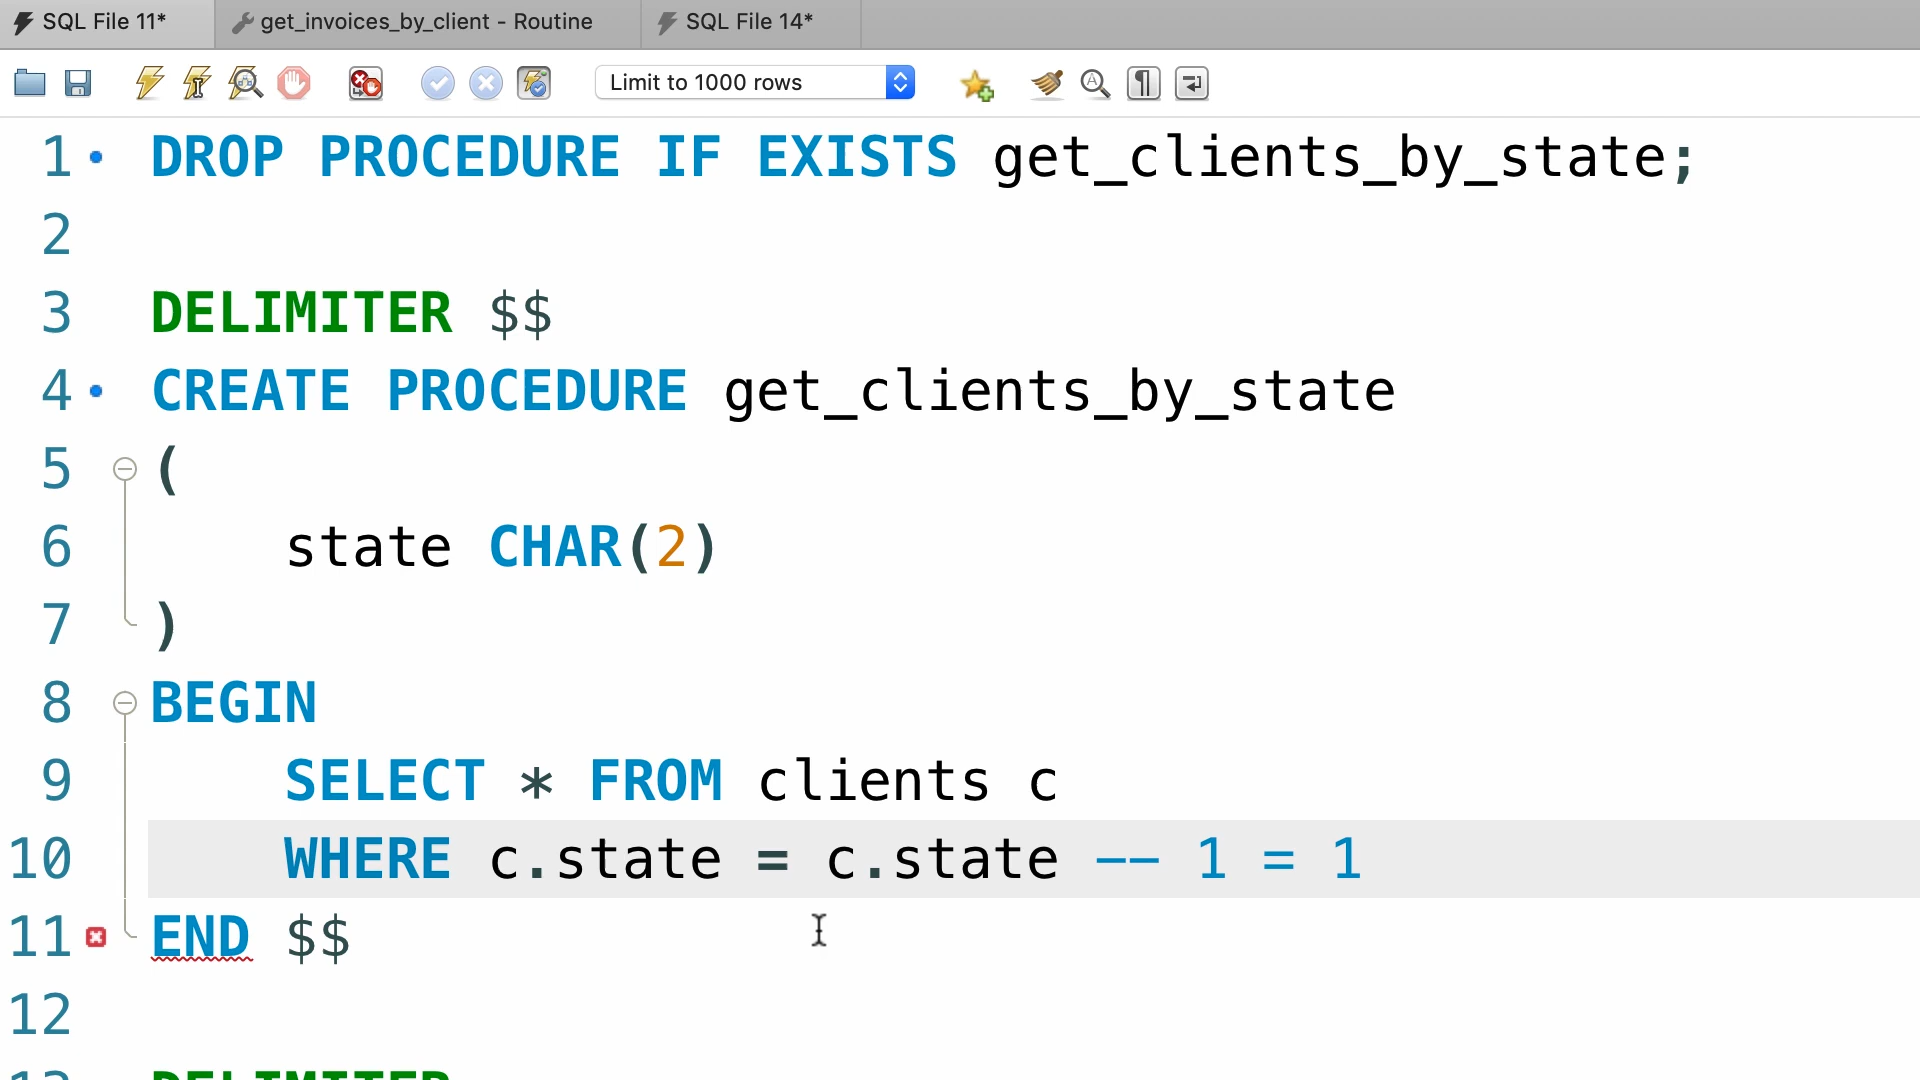 SQL File 11* get_invoices_by_client - Routine SQL File 14*
Limit to 1000 rows
1 DROP PROCEDURE IF EXISTS get_clients_by_state;
2
3 DELIMITER $$
4 CREATE PROCEDURE get_clients_by_state
5 (
6 state CHAR(2)
7 )
8 BEGIN
9 SELECT * FROM clients c
10 WHERE c.state = c.state -- 1 = 1
11 END $$
12
13 DELIMITER